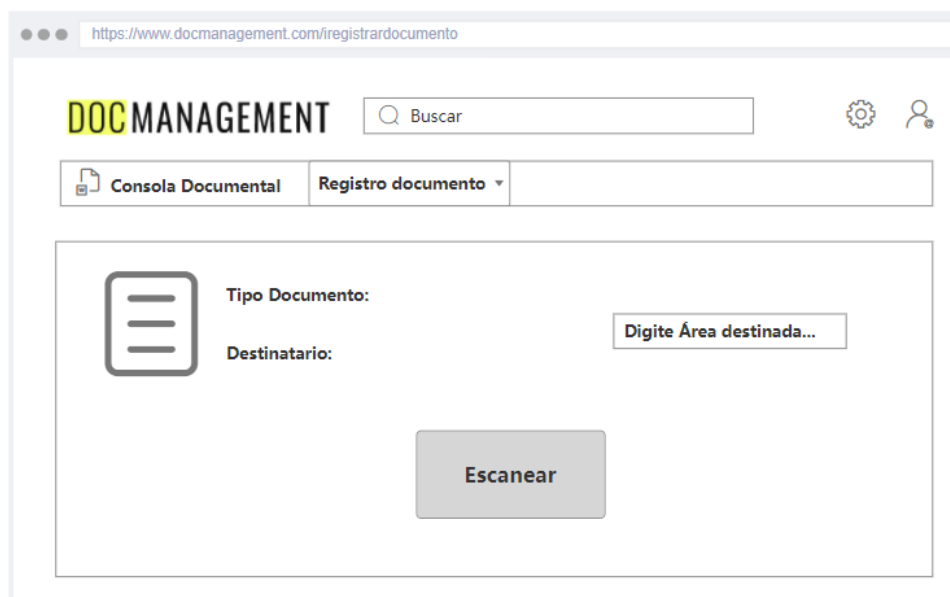 https://www.docmanagement.com/iregistrardocumento
DOCMANAGEMENT
Buscar
Consola Documental
Registro documento
Tipo Documento:
Digite Área destinada...
Destinatario:
Escanear